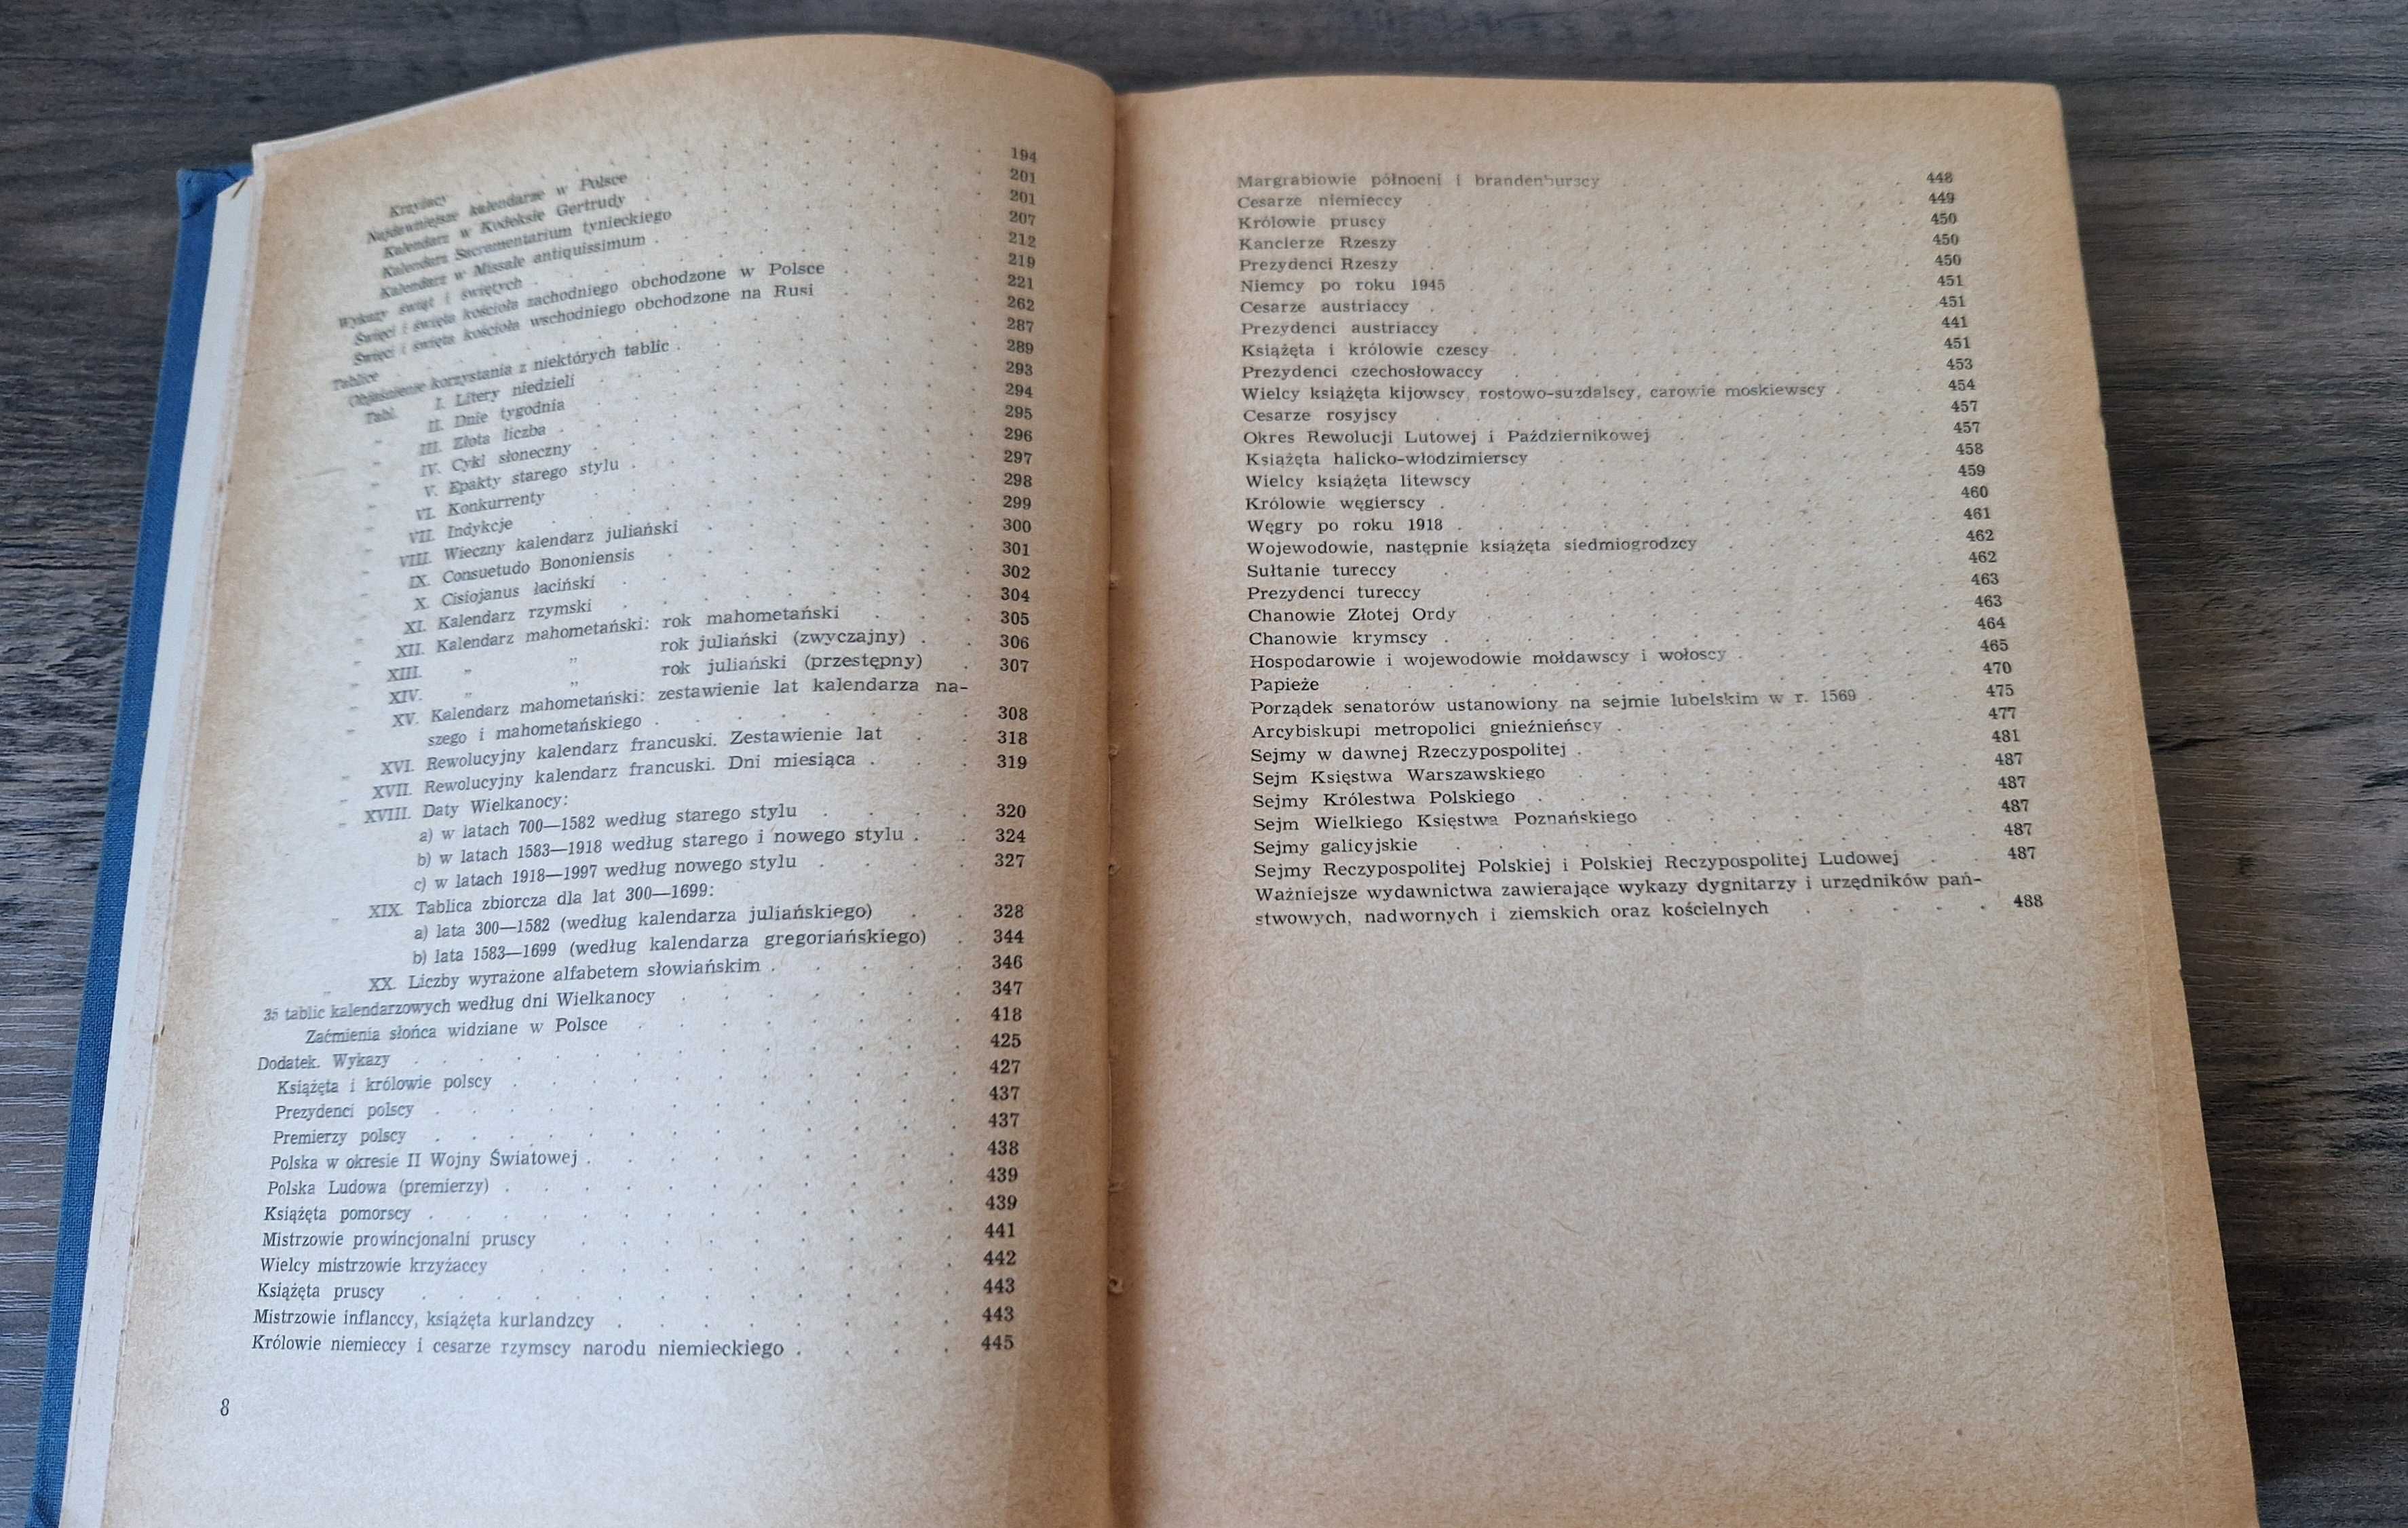 Krzyżacy 194
Najdawniejsze kalendarze w Polsce 201
Kalendarz w Kodeksie Gertrudy 201
Kalendarz Sacramentarium tynieckiego 207
Kalendarz w Missale antiquissimum 212
Wykazy świąt i świętych 219
Święci i święta kościoła zachodniego obchodzone w Polsce 221
Święci i święta kościoła wschodniego obchodzone na Rusi 262
Tablice 287
Objaśnienie korzystania z niektórych tablic 289
Tabl. I. Litery niedzieli 293
„ II. Dnie tygodnia 294
„ III. Złota liczba 295
„ IV. Cykl słoneczny 296
„ V. Epakty starego stylu 297
„ VI. Konkurrenty 298
„ VII. Indykcje 299
„ VIII. Wieczny kalendarz juliański 300
„ IX. Consuetudo Bononiensis 301
„ X. Cisiojanus łaciński 302
„ XI. Kalendarz rzymski 304
„ XII. Kalendarz mahometański: rok mahometański 305
„ XIII. „ „ rok juliański (zwyczajny) 306
„ XIV. „ „ rok juliański (przestępny) 307
„ XV. Kalendarz mahometański: zestawienie lat kalendarza na-
szego i mahometańskiego 308
„ XVI. Rewolucyjny kalendarz francuski. Zestawienie lat 318
„ XVII. Rewolucyjny kalendarz francuski. Dni miesiąca 319
„ XVIII. Daty Wielkanocy:
a) w latach 700—1582 według starego stylu 320
b) w latach 1583—1918 według starego i nowego stylu 324
c) w latach 1918—1997 według nowego stylu 327
„ XIX. Tablica zbiorcza dla lat 300—1699:
a) lata 300—1582 (według kalendarza juliańskiego) 328
b) lata 1583—1699 (według kalendarza gregoriańskiego) 344
„ XX. Liczby wyrażone alfabetem słowiańskim 346
35 tablic kalendarzowych według dni Wielkanocy 347
Zaćmienia słońca widziane w Polsce 418
Dodatek. Wykazy 425
Książęta i królowie polscy 427
Prezydenci polscy 437
Premierzy polscy 437
Polska w okresie II Wojny Światowej 438
Polska Ludowa (premierzy) 439
Książęta pomorscy 439
Mistrzowie prowincjonalni pruscy 441
Wielcy mistrzowie krzyżaccy 442
Książęta pruscy 443
Mistrzowie inflanccy, książęta kurlandzcy 443
Królowie niemieccy i cesarze rzymscy narodu niemieckiego 445
8
Margrabiowie północni i brandenburscy 448
Cesarze niemieccy 449
Królowie pruscy 450
Kanclerze Rzeszy 450
Prezydenci Rzeszy 450
Niemcy po roku 1945 451
Cesarze austriaccy 451
Prezydenci austriaccy 441
Książęta i królowie czescy 451
Prezydenci czechosłowaccy 453
Wielcy książęta kijowscy, rostowo-suzdalscy, carowie moskiewscy 454
Cesarze rosyjscy 457
Okres Rewolucji Lutowej i Październikowej 457
Książęta halicko-włodzimierscy 458
Wielcy książęta litewscy 459
Królowie węgierscy 460
Węgry po roku 1918 461
Wojewodowie, następnie książęta siedmiogrodzcy 462
Sułtanie tureccy 462
Prezydenci tureccy 463
Chanowie Złotej Ordy 463
Chanowie krymscy 464
Hospodarowie i wojewodowie mołdawscy i wołoscy 465
Papieże 470
Porządek senatorów ustanowiony na sejmie lubelskim w r. 1569 475
Arcybiskupi metropolici gnieźnieńscy 477
Sejmy w dawnej Rzeczypospolitej 481
Sejm Księstwa Warszawskiego 487
Sejmy Królestwa Polskiego 487
Sejm Wielkiego Księstwa Poznańskiego 487
Sejmy galicyjskie 487
Sejmy Reczypospolitej Polskiej i Polskiej Reczypospolitej Ludowej 487
Ważniejsze wydawnictwa zawierające wykazy dygnitarzy i urzędników pań-
stwowych, nadwornych i ziemskich oraz kościelnych 488